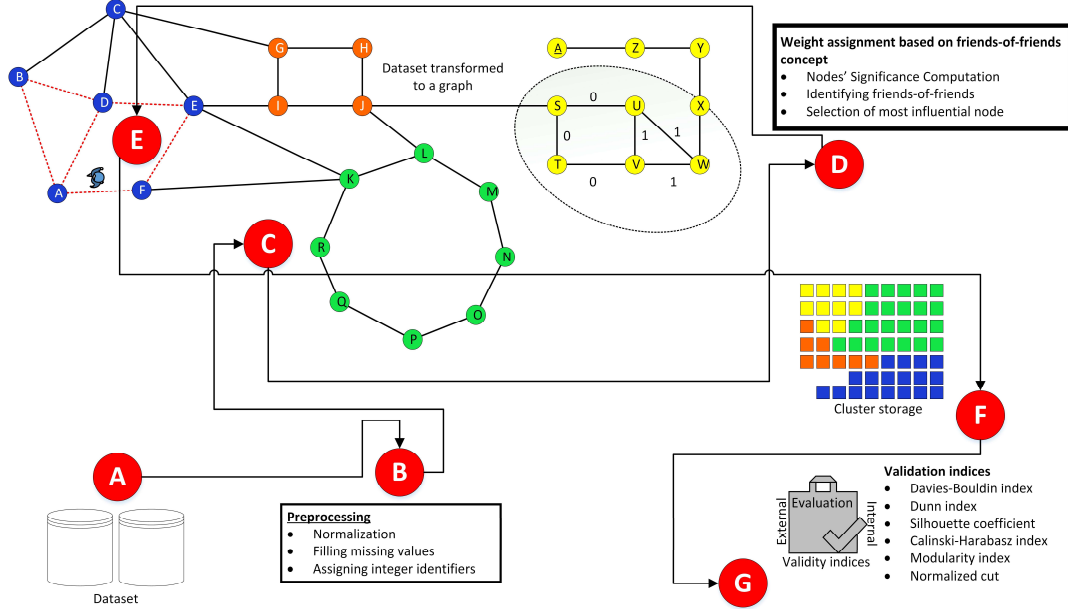 C
G
H
A
Z
Y
B
D
E
I
J
Dataset transformed
to a graph
S
0
U
X
0
1
1
T
V
W
0
1
E
L
K
A
F
M
C
R
N
Q
O
P
Weight assignment based on friends-of-friends
concept
• Nodes' Significance Computation
• Identifying friends-of-friends
• Selection of most influential node
D
Cluster storage
F
A
B
Dataset
Preprocessing
• Normalization
• Filling missing values
• Assigning integer identifiers
External
Evaluation
Internal
Validity indices
Validation indices
• Davies-Bouldin index
• Dunn index
• Silhouette coefficient
• Calinski-Harabasz index
• Modularity index
• Normalized cut
G